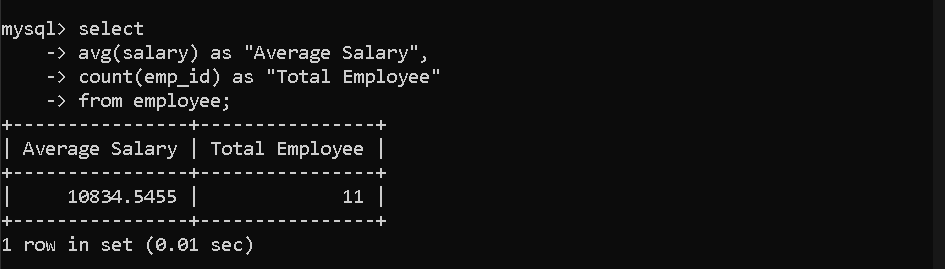 mysql> select
    -> avg(salary) as "Average Salary",
    -> count(emp_id) as "Total Employee"
    -> from employee;
+----------------+----------------+
| Average Salary | Total Employee |
+----------------+----------------+
|     10834.5455 |             11 |
+----------------+----------------+
1 row in set (0.01 sec)